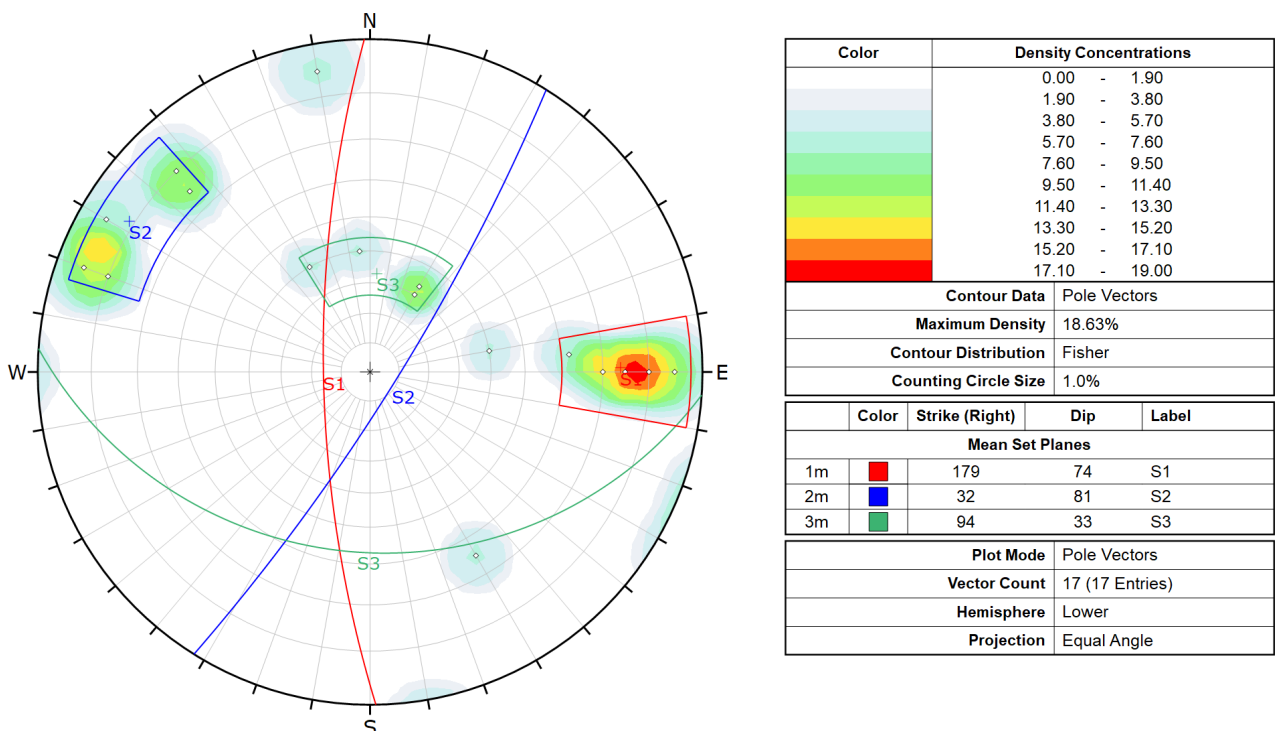 N
W
E
S
S2
S3
S1
S1
S2
S3
Color Density Concentrations
0.00 - 1.90
1.90 - 3.80
3.80 - 5.70
5.70 - 7.60
7.60 - 9.50
9.50 - 11.40
11.40 - 13.30
13.30 - 15.20
15.20 - 17.10
17.10 - 19.00
Contour Data Pole Vectors
Maximum Density 18.63%
Contour Distribution Fisher
Counting Circle Size 1.0%
Color Strike (Right) Dip Label
Mean Set Planes
1m 179 74 S1
2m 32 81 S2
3m 94 33 S3
Plot Mode Pole Vectors
Vector Count 17 (17 Entries)
Hemisphere Lower
Projection Equal Angle